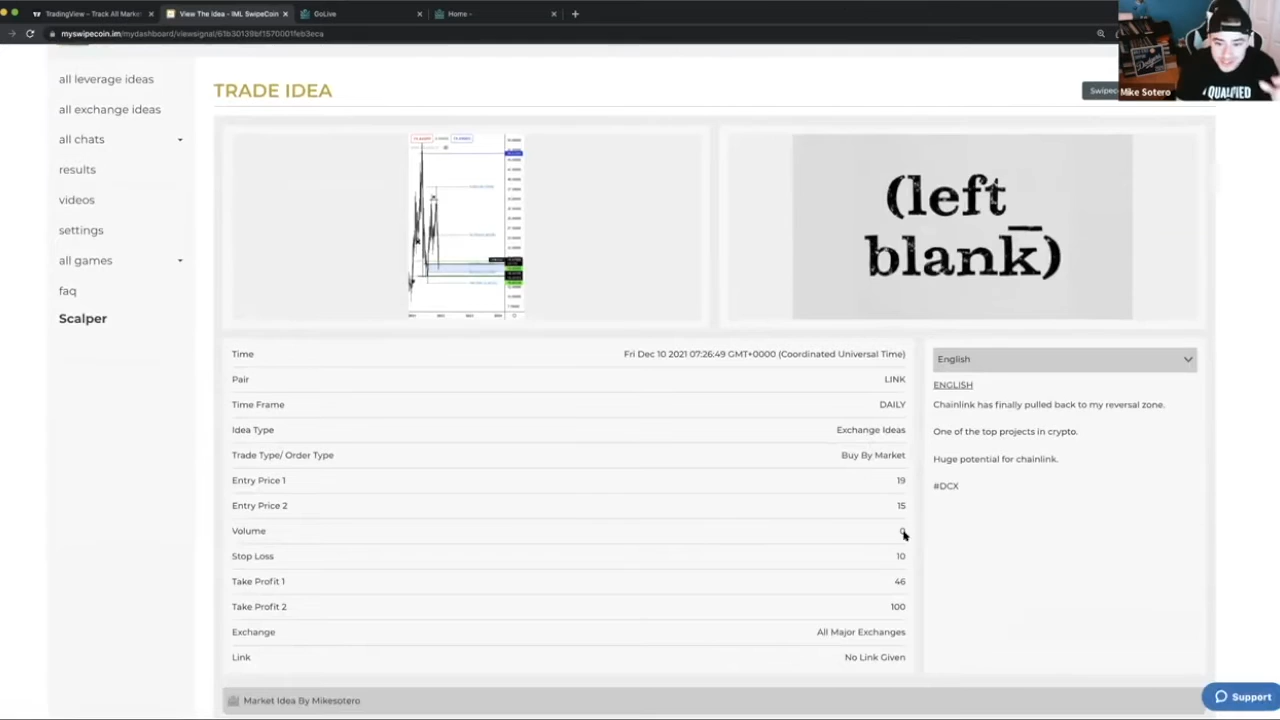 TradingView – Track All Market
View The Idea - IML SwipeCoin
GoLive
Home -
myswipecoin.im/mydashboard/viewsignal/61b30139bf1570001feb3eca
all leverage ideas
all exchange ideas
all chats
results
videos
settings
all games
faq
Scalper
TRADE IDEA
Swipec
Mike Sotero
QUALIFIED
Dodgers
(left
blank)
Time Fri Dec 10 2021 07:26:49 GMT+0000 (Coordinated Universal Time)
Pair LINK
Time Frame DAILY
Idea Type Exchange Ideas
Trade Type/ Order Type Buy By Market
Entry Price 1 19
Entry Price 2 15
Volume 0
Stop Loss 10
Take Profit 1 46
Take Profit 2 100
Exchange All Major Exchanges
Link No Link Given
English
ENGLISH
Chainlink has finally pulled back to my reversal zone.
One of the top projects in crypto.
Huge potential for chainlink.
#DCX
Market Idea By Mikesotero
Support